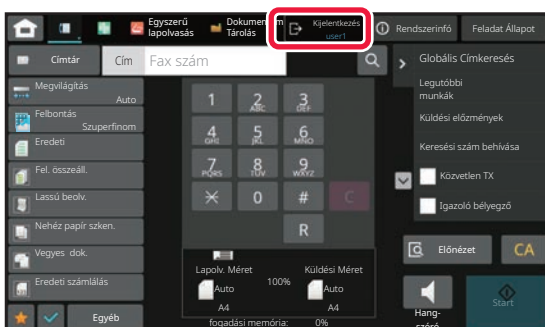 Egyszerű
lapolvasás
Dokumentum
Tárolás
Kijelentkezés
user1
Rendszerinfó
Feladat Állapot
Címtár
Cím
Fax szám
Globális Címkeresés
Megvilágítás
Auto
Felbontás
Szuperfinom
Eredeti
Fel. összeáll.
Lassú beolv.
Nehéz papír szken.
Vegyes dok.
Eredeti számlálás
Egyéb
1
2 ABC
3 DEF
4 GHI
5 JKL
6 MNO
7 PQRS
8 TUV
9 WXYZ
0 # C
R
Lapolv. Méret
Auto
A4
100%
Küldési Méret
Auto
A4
fogadási memória: 0%
Legutóbbi
munkák
Küldési előzmények
Keresési szám behívása
Közvetlen TX
Igazoló bélyegző
Előnézet
CA
Hang-
szóró
Start